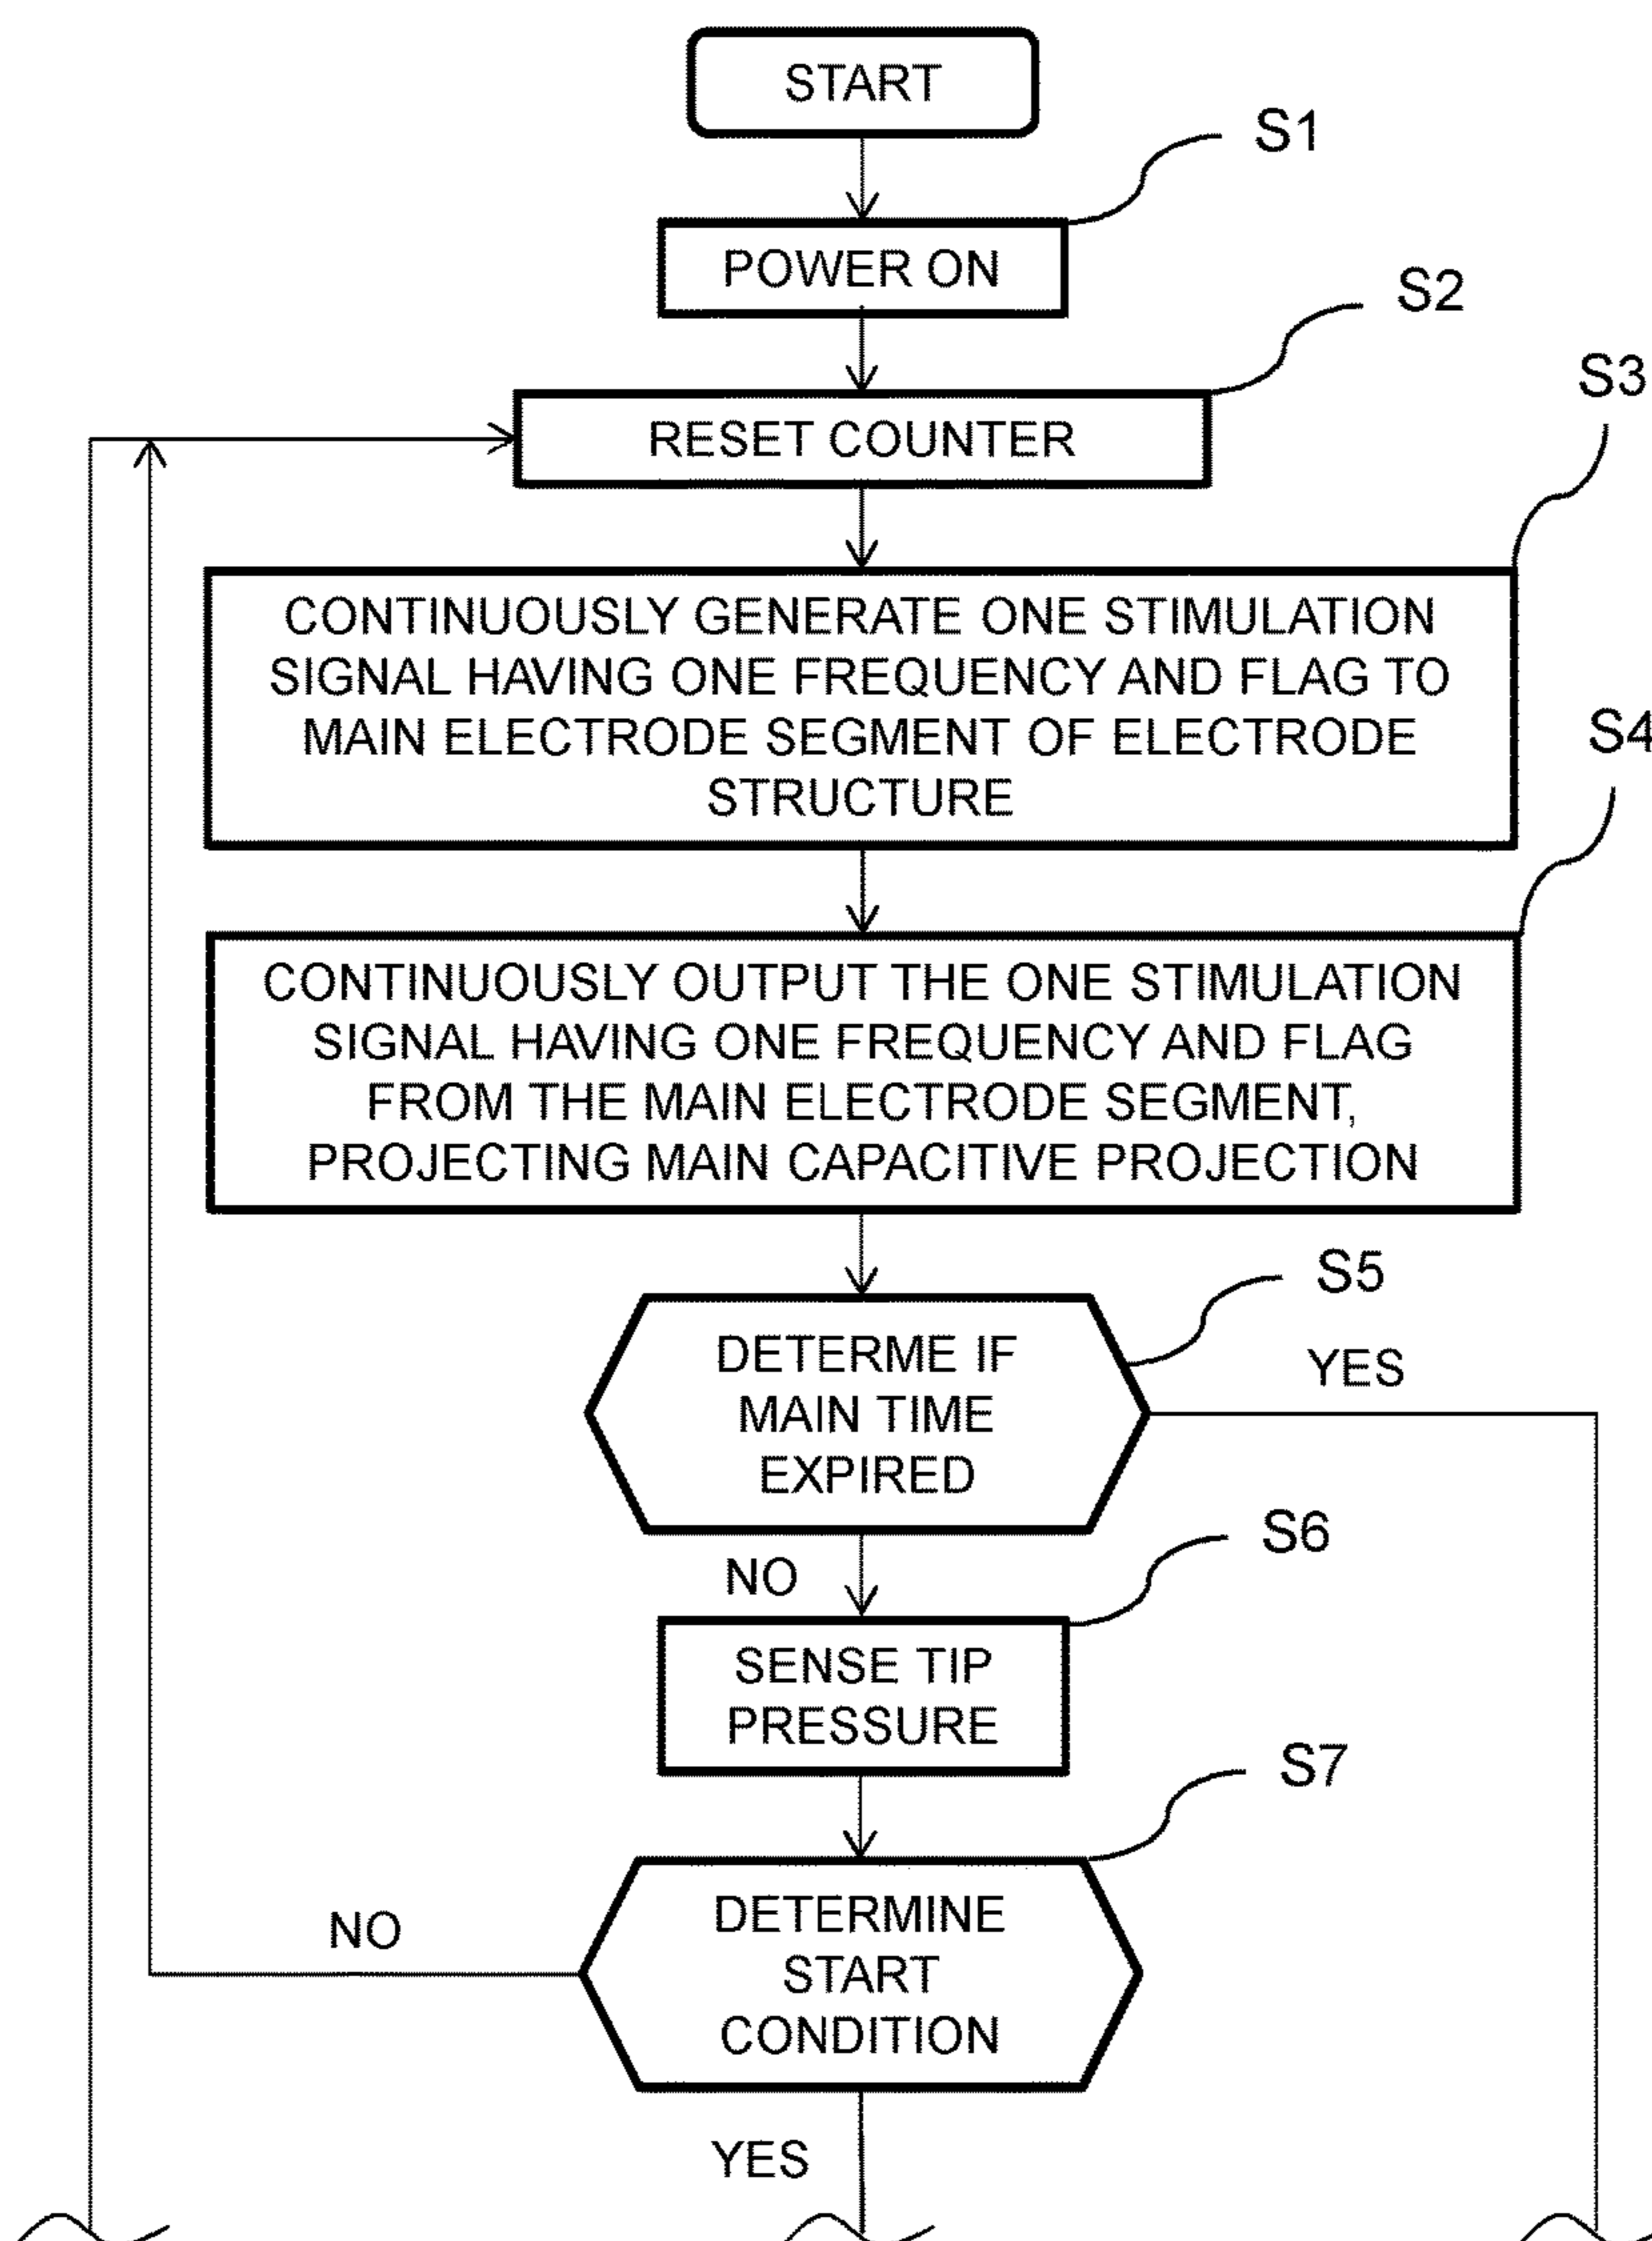 START
S1
POWER ON
S2
RESET COUNTER
S3
CONTINUOUSLY GENERATE ONE STIMULATION
SIGNAL HAVING ONE FREQUENCY AND FLAG TO
MAIN ELECTRODE SEGMENT OF ELECTRODE
STRUCTURE
S4
CONTINUOUSLY OUTPUT THE ONE STIMULATION
SIGNAL HAVING ONE FREQUENCY AND FLAG
FROM THE MAIN ELECTRODE SEGMENT,
PROJECTING MAIN CAPACITIVE PROJECTION
S5
DETERME IF
MAIN TIME
EXPIRED
YES
NO
S6
SENSE TIP
PRESSURE
S7
DETERMINE
START
CONDITION
NO
YES